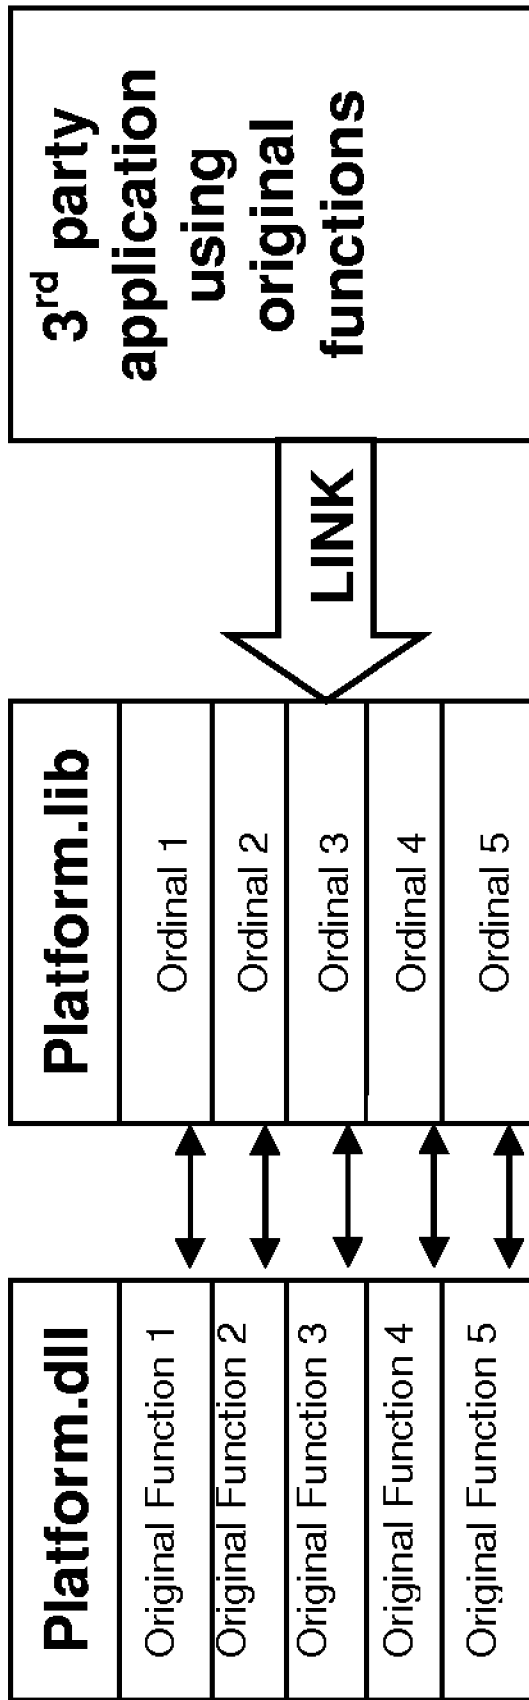 Platform.dll
Original Function 1
Original Function 2
Original Function 3
Original Function 4
Original Function 5
Platform.lib
Ordinal 1
Ordinal 2
Ordinal 3
Ordinal 4
Ordinal 5
LINK
3rd party
application
using
original
functions